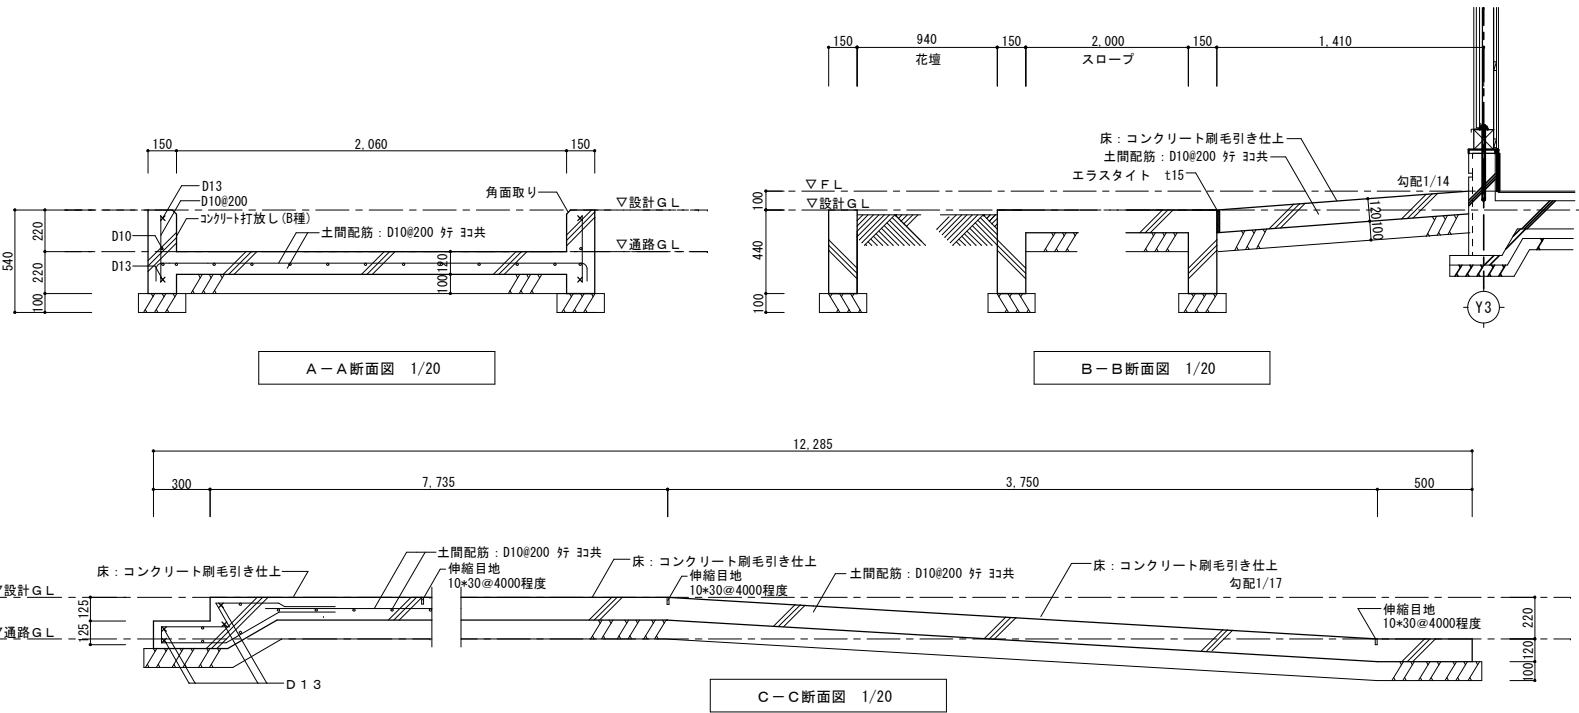 150
2,060
150
D13
D10@200
コンクリート打放し(B種)
D10
D13
角面取り
▽設計ＧＬ
土間配筋：D10@200 タテ ヨコ共
▽通路ＧＬ
540
220
220
100
120
100
Ａ－Ａ断面図 1/20
150
940
150
2,000
150
1,410
花壇
スロープ
床：コンクリート刷毛引き仕上
土間配筋：D10@200 タテ ヨコ共
エラスタイト t15
▽ＦＬ
▽設計ＧＬ
勾配1/14
100
440
100
120
100
Y3
Ｂ－Ｂ断面図 1/20
12,285
300
7,735
3,750
500
床：コンクリート刷毛引き仕上
土間配筋：D10@200 タテ ヨコ共
伸縮目地
10*30@4000程度
床：コンクリート刷毛引き仕上
伸縮目地
10*30@4000程度
土間配筋：D10@200 タテ ヨコ共
床：コンクリート刷毛引き仕上
勾配1/17
伸縮目地
10*30@4000程度
▽設計ＧＬ
▽通路ＧＬ
125
125
220
120
100
Ｄ１３
Ｃ－Ｃ断面図 1/20